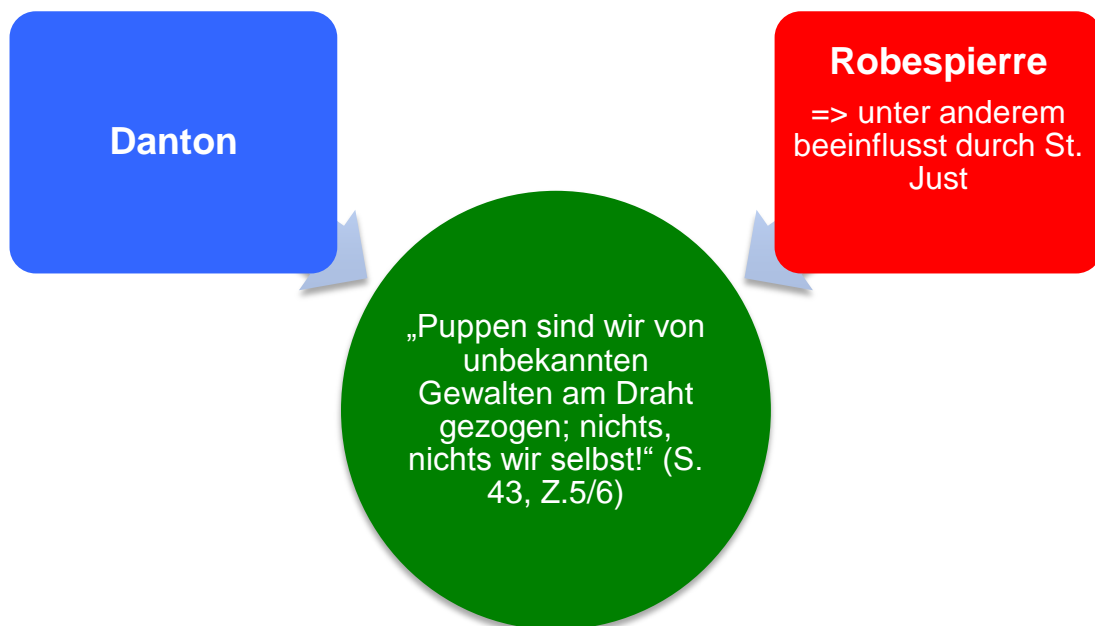 Danton
Robespierre
=> unter anderem
beeinflusst durch St.
Just
„Puppen sind wir von
unbekannten
Gewalten am Draht
gezogen; nichts,
nichts wir selbst!“ (S.
43, Z.5/6)